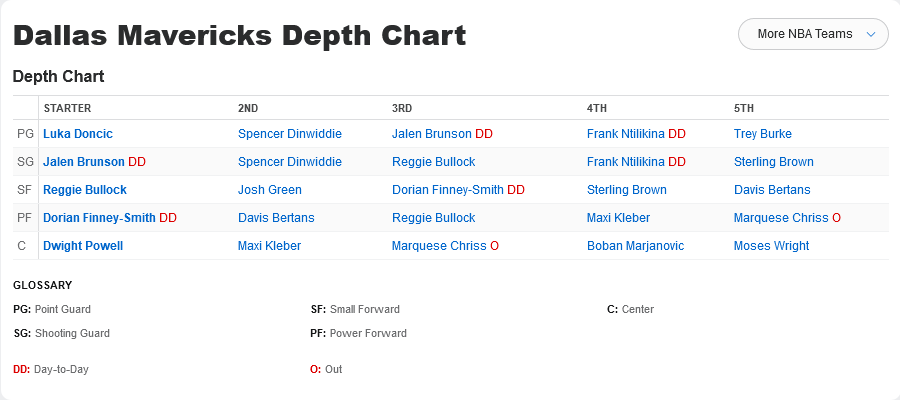 Dallas Mavericks Depth Chart
More NBA Teams
Depth Chart
STARTER 2ND 3RD 4TH 5TH
PG Luka Doncic Spencer Dinwiddie Jalen Brunson DD Frank Ntilikina DD Trey Burke
SG Jalen Brunson DD Spencer Dinwiddie Reggie Bullock Frank Ntilikina DD Sterling Brown
SF Reggie Bullock Josh Green Dorian Finney-Smith DD Sterling Brown Davis Bertans
PF Dorian Finney-Smith DD Davis Bertans Reggie Bullock Maxi Kleber Marquese Chriss O
C Dwight Powell Maxi Kleber Marquese Chriss O Boban Marjanovic Moses Wright
GLOSSARY
PG: Point Guard SF: Small Forward C: Center
SG: Shooting Guard PF: Power Forward
DD: Day-to-Day O: Out